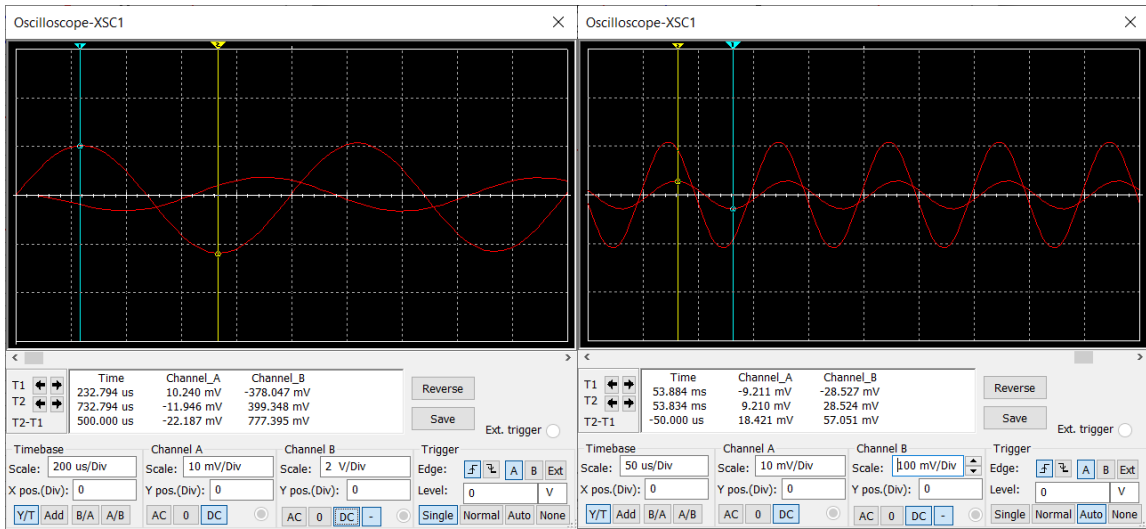 Oscilloscope-XSC1
1
2
T1
T2
T2-T1
Time Channel_A Channel_B
232.794 us 10.240 mV -378.047 mV
732.794 us -11.946 mV 399.348 mV
500.000 us -22.187 mV 777.395 mV
Reverse
Save
Ext. trigger
Timebase
Scale: 200 us/Div
X pos.(Div): 0
Y/T Add B/A A/B
Channel A
Scale: 10 mV/Div
Y pos.(Div): 0
AC 0 DC
Channel B
Scale: 2 V/Div
Y pos.(Div): 0
AC 0 DC -
Trigger
Edge: A B Ext
Level: 0 V
Single Normal Auto None
Oscilloscope-XSC1
T1
T2
T2-T1
Time Channel_A Channel_B
53.884 ms -9.211 mV -28.527 mV
53.834 ms 9.210 mV 28.524 mV
-50.000 us 18.421 mV 57.051 mV
Reverse
Save
Ext. trigger
Timebase
Scale: 50 us/Div
X pos.(Div): 0
Y/T Add B/A A/B
Channel A
Scale: 10 mV/Div
Y pos.(Div): 0
AC 0 DC
Channel B
Scale: 100 mV/Div
Y pos.(Div): 0
AC 0 DC -
Trigger
Edge: A B Ext
Level: 0 V
Single Normal Auto None